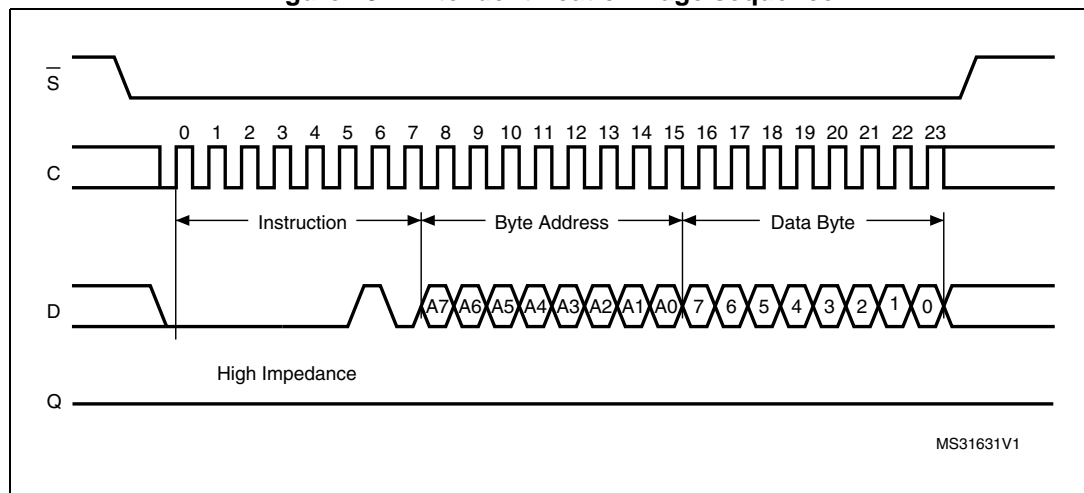 S
0 1 2 3 4 5 6 7 8 9 10 11 12 13 14 15 16 17 18 19 20 21 22 23
C
Instruction Byte Address Data Byte
D A7 A6 A5 A4 A3 A2 A1 A0 7 6 5 4 3 2 1 0
High Impedance
Q
MS31631V1